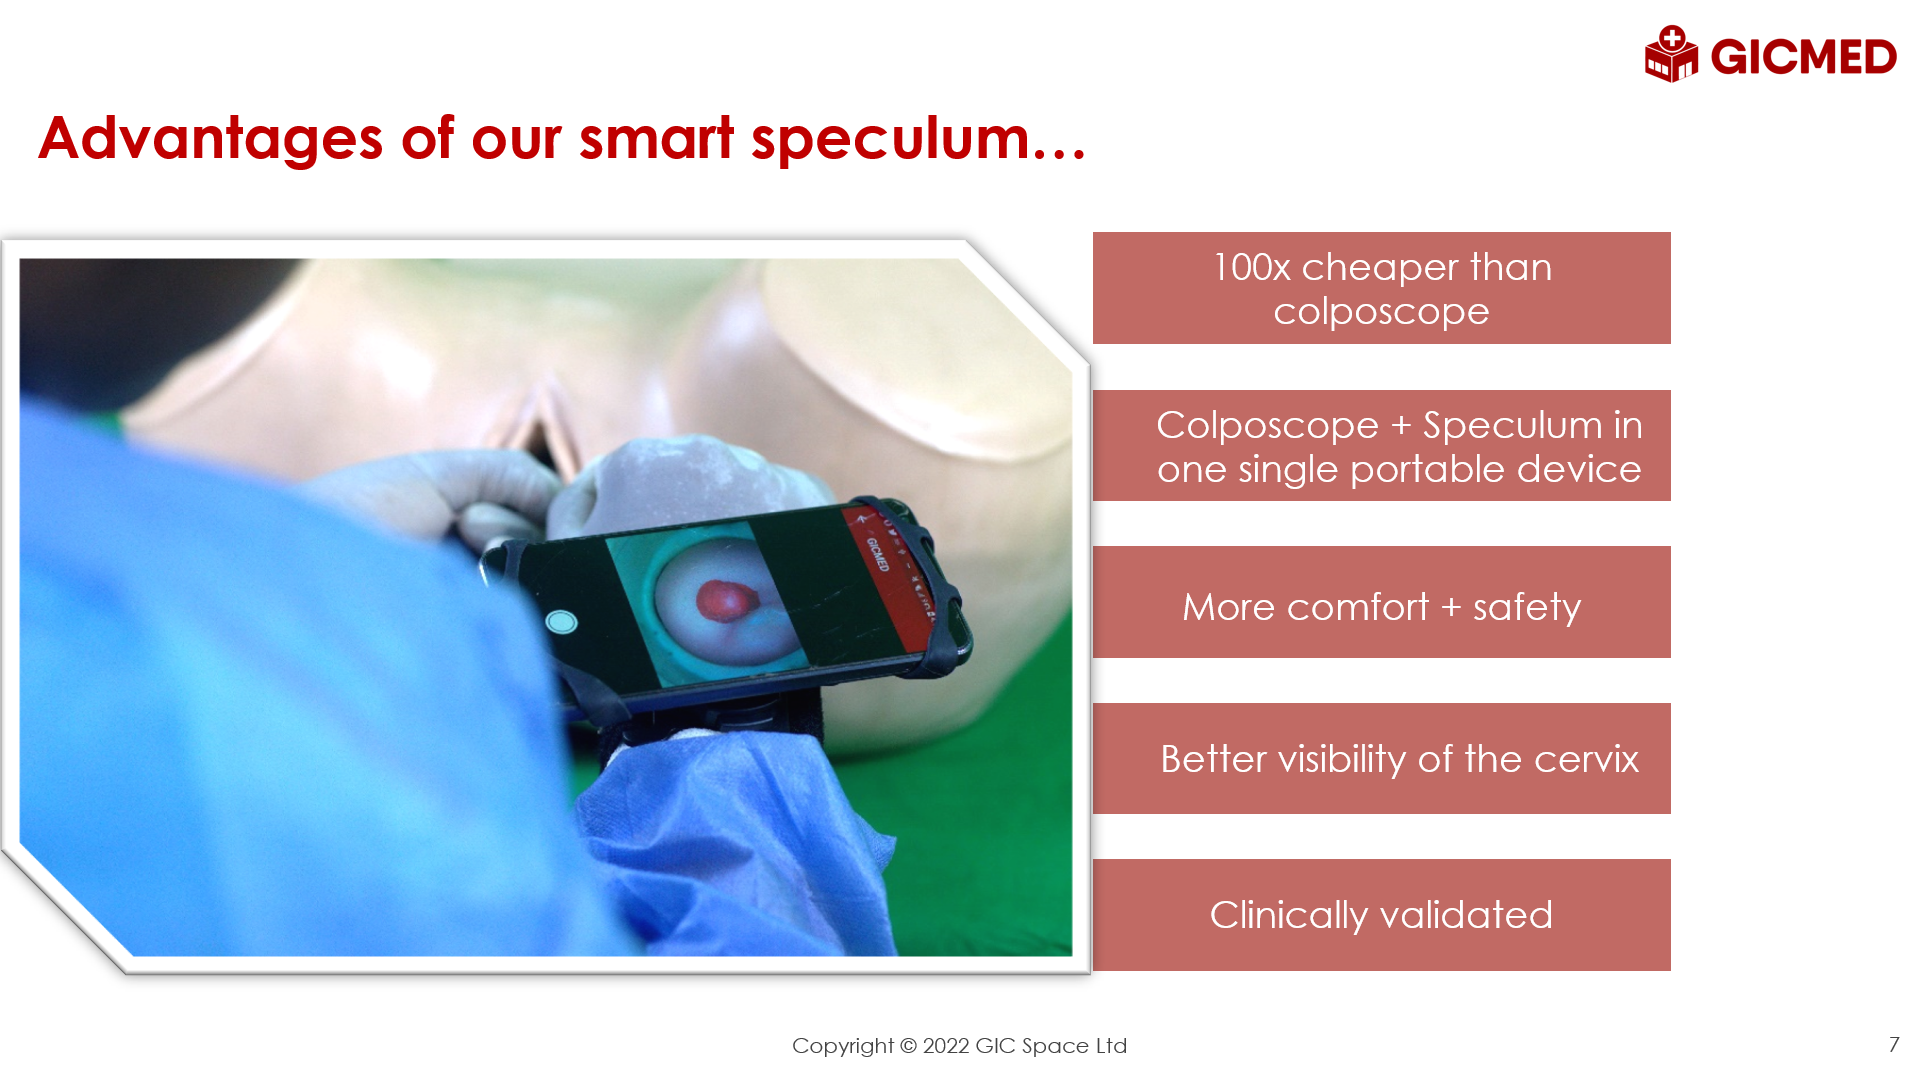 GICMED
Advantages of our smart speculum…
100x cheaper than
colposcope
Colposcope + Speculum in
one single portable device
More comfort + safety
Better visibility of the cervix
Clinically validated
GICMED
Copyright © 2022 GIC Space Ltd
7